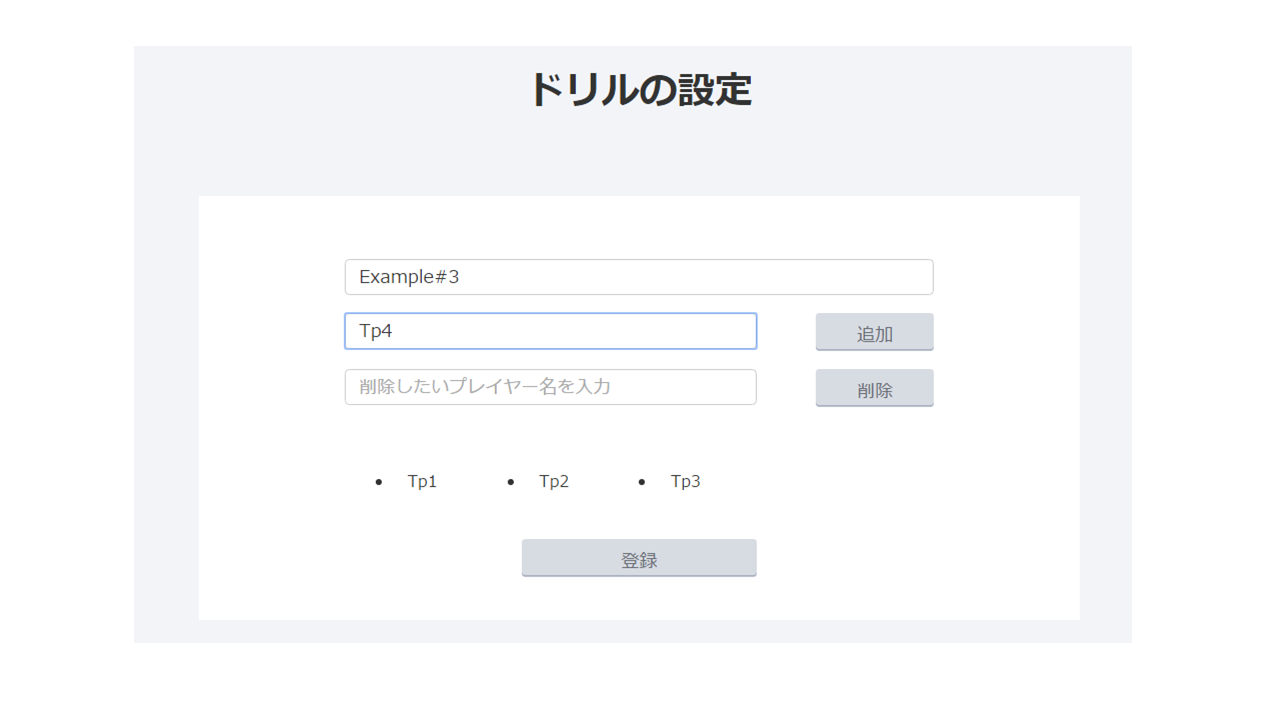 ドリルの設定
Example#3
Tp4 追加
削除したいプレイヤー名を入力 削除
• Tp1 • Tp2 • Tp3
登録